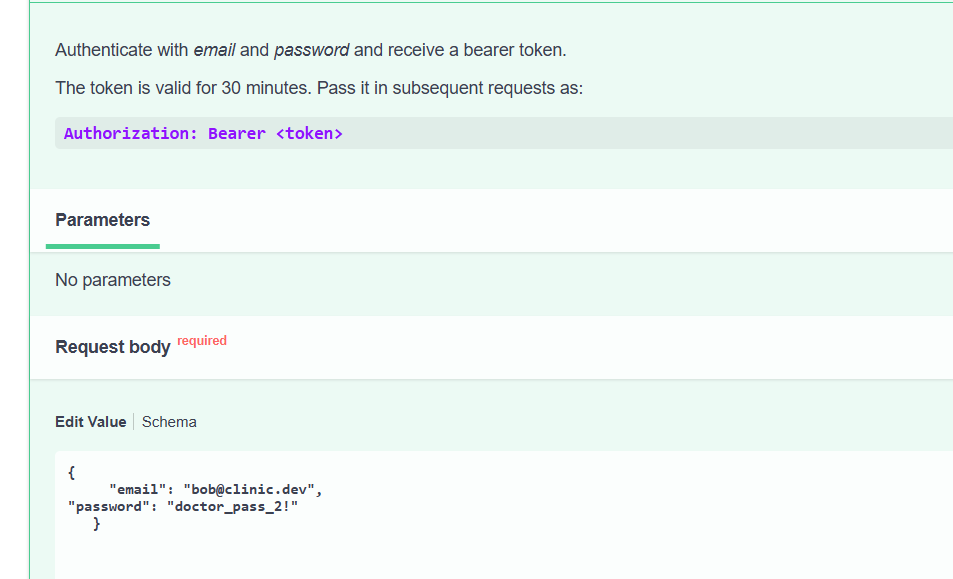 Authenticate with email and password and receive a bearer token.
The token is valid for 30 minutes. Pass it in subsequent requests as:
Authorization: Bearer <token>
Parameters
No parameters
Request body required
Edit Value Schema
{
"email": "bob@clinic.dev",
"password": "doctor_pass_2!"
}